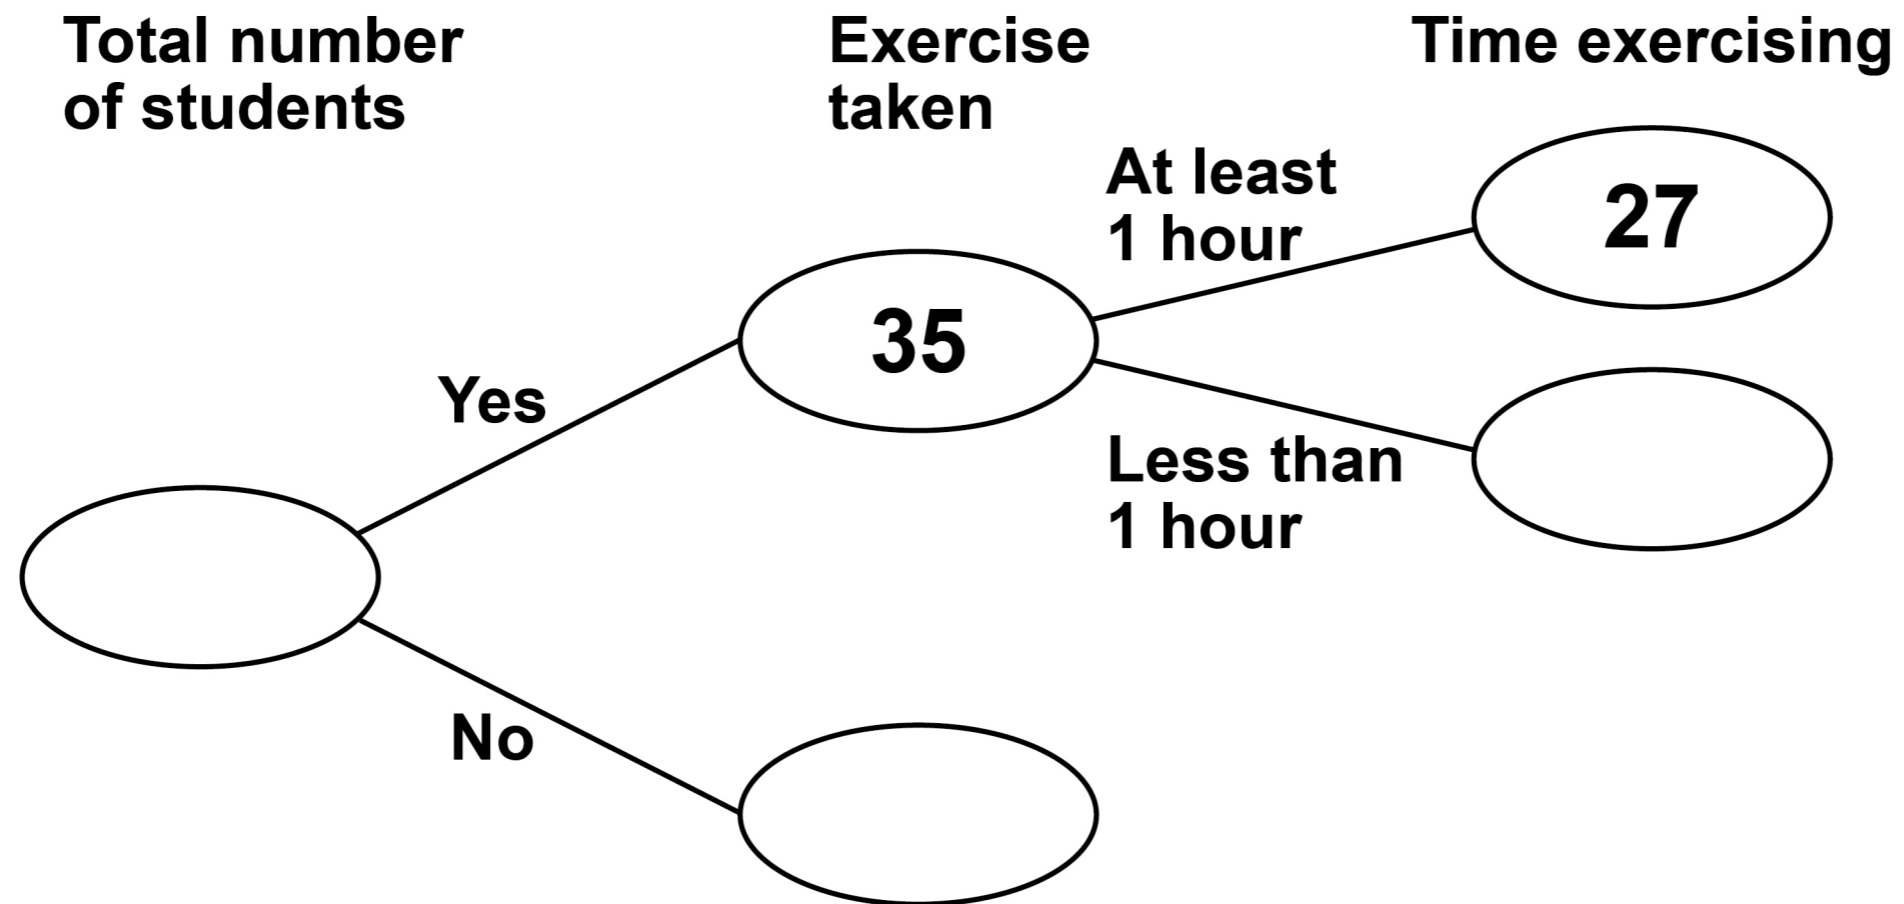 Total number
of students
Exercise
taken
Time exercising
At least
1 hour
27
35
Yes
Less than
1 hour
No